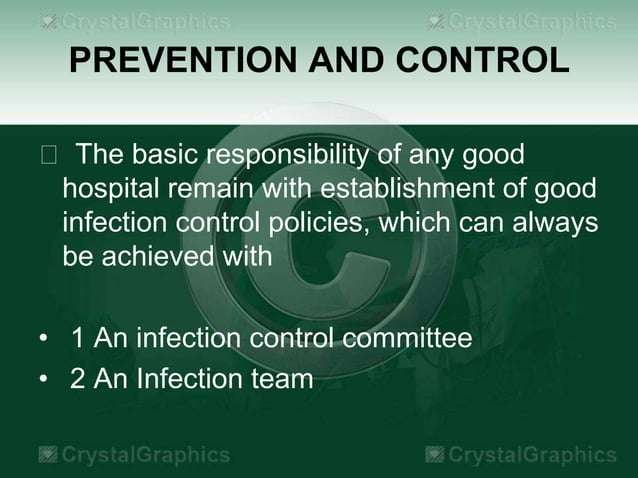 CrystalGraphics CrystalGraphics
PREVENTION AND CONTROL
The basic responsibility of any good
hospital remain with establishment of good
infection control policies, which can always
be achieved with
• 1 An infection control committee
• 2 An Infection team
CrystalGraphics CrystalGraphics